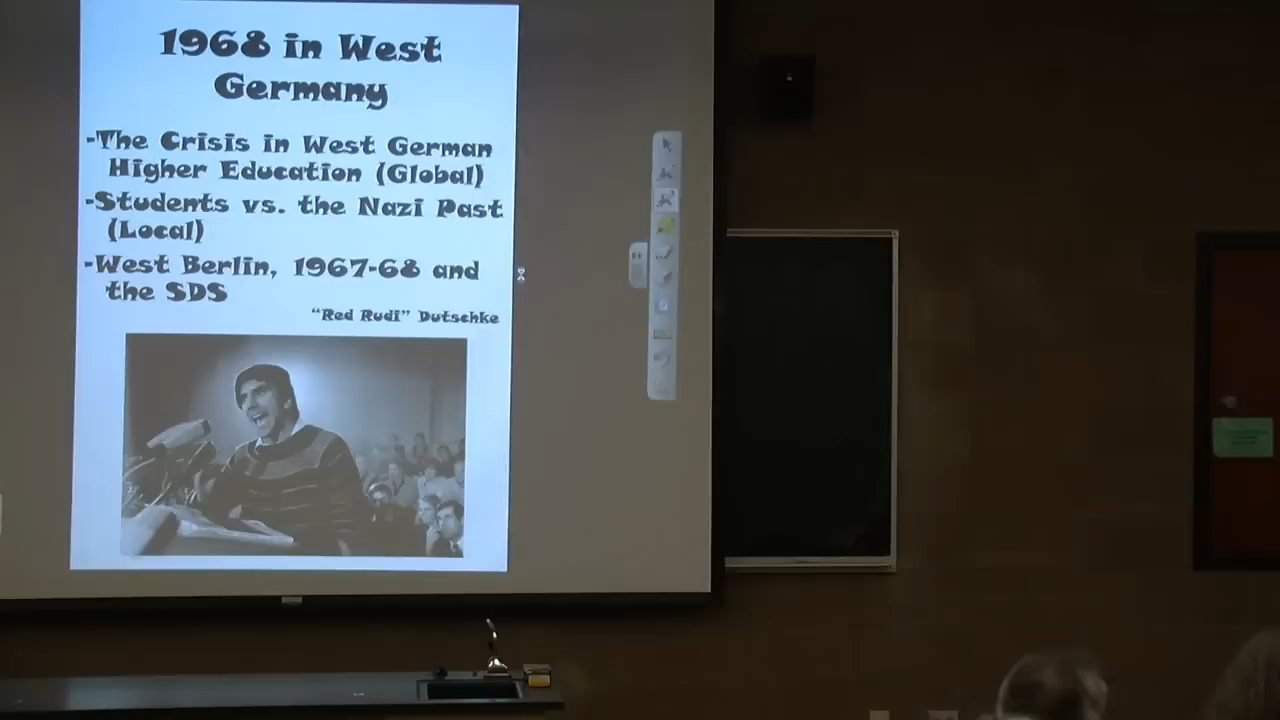 1968 in West
Germany
-The Crisis in West German
Higher Education (Global)
-Students vs. the Nazi Past
(Local)
-West Berlin, 1967-68 and
the SDS
“Red Rudi” Dutschke